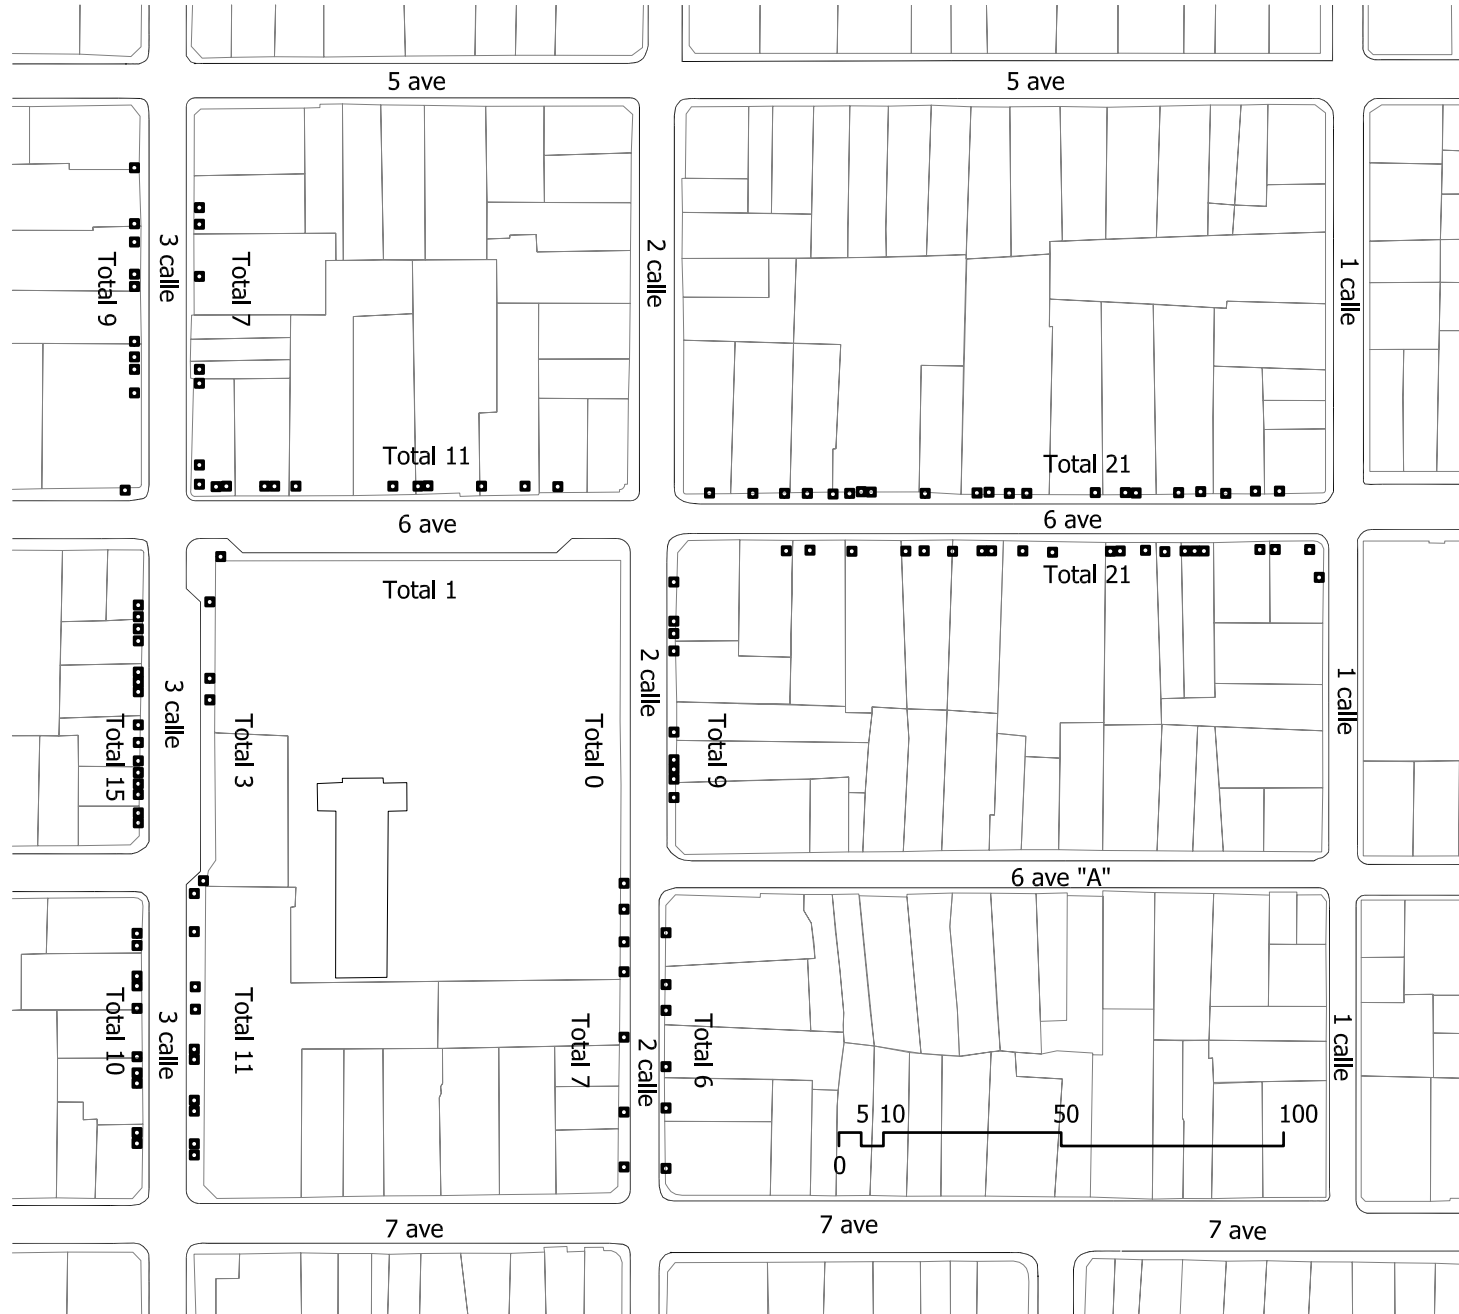 5 ave
5 ave
3 calle
Total 9
Total 7
2 calle
1 calle
Total 11
Total 21
6 ave
6 ave
Total 1
Total 21
3 calle
Total 15
Total 3
Total 0
2 calle
Total 9
1 calle
6 ave "A"
Total 10
3 calle
Total 11
Total 7
2 calle
Total 6
1 calle
5 10 50 100
0
7 ave
7 ave
7 ave